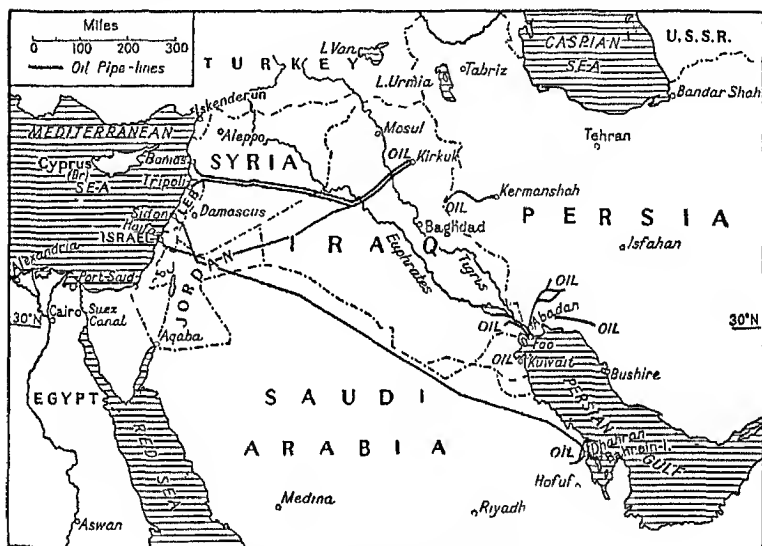 Miles
0 100 200 300
Oil Pipe-lines
TURKEY
L.Van
L.Urmia
Tabriz
CASPIAN
SEA
U.S.S.R.
Bandar Shah
Iskenderun
MEDITERRANEAN
Aleppo
Mosul
Tehran
Cyprus
(Br)
SEA
Banias
SYRIA
OIL
Kirkuk
Tripoli
LEB.
Kermanshah
OIL
Sidon
Damascus
PERSIA
Haifa
ISRAEL
IRAQ
Baghdad
Isfahan
Alexandria
Port-Said
JORDAN
Euphrates
Tigris
OIL
30°N
Cairo
Suez
Canal
Aqaba
OIL
Abadan
OIL
30°N
Fao
OIL
Kuwait
EGYPT
SAUDI
ARABIA
Bushire
PERSIAN
GULF
RED SEA
OIL
Dhahran
Bahrein I.
Hofuf
Medina
Riyadh
Aswan